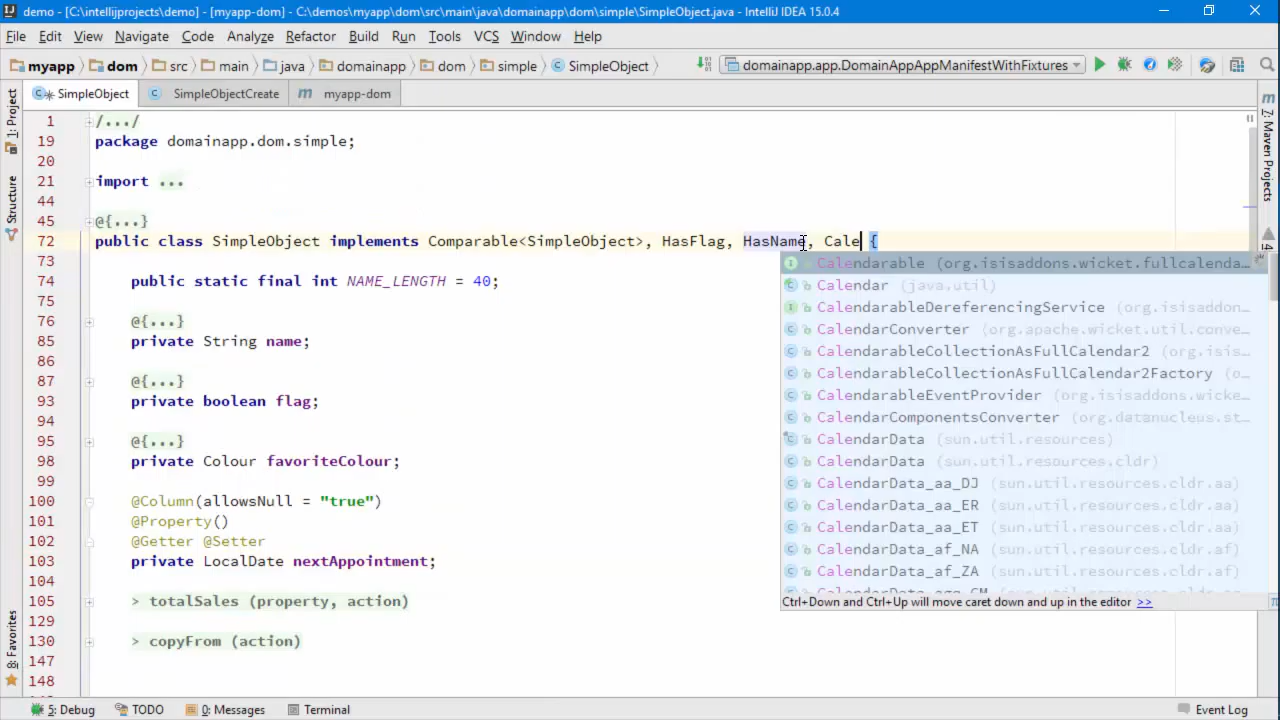 demo - [C:\intellijprojects\demo] - [myapp-dom] - C:\demos\myapp\dom\src\main\java\domainapp\dom\simple\SimpleObject.java - IntelliJ IDEA 15.0.4
File Edit View Navigate Code Analyze Refactor Build Run Tools VCS Window Help
myapp dom src main java domainapp dom simple SimpleObject domainapp.app.DomainAppAppManifestWithFixtures
SimpleObject SimpleObjectCreate myapp-dom
1: Project
Structure
8: Favorites
1 /.../
19 package domainapp.dom.simple;
20
21 import ...
44
45 @{...}
72 public class SimpleObject implements Comparable<SimpleObject>, HasFlag, HasName, Cale {
73
74 public static final int NAME_LENGTH = 40;
75
76 @{...}
85 private String name;
86
87 @{...}
93 private boolean flag;
94
95 @{...}
98 private Colour favoriteColour;
99
100 @Column(allowsNull = "true")
101 @Property()
102 @Getter @Setter
103 private LocalDate nextAppointment;
104
105 > totalSales (property, action)
129
130 > copyFrom (action)
147
148
Calendarable (org.isisaddons.wicket.fullcalenda...
Calendar (java.util)
CalendarableDereferencingService (org.isisaddon...
CalendarConverter (org.apache.wicket.util.conve...
CalendarableCollectionAsFullCalendar2 (org.isis...
CalendarableCollectionAsFullCalendar2Factory (o...
CalendarableEventProvider (org.isisaddons.wicke...
CalendarComponentsConverter (org.datanucleus.st...
CalendarData (sun.util.resources)
CalendarData (sun.util.resources.cldr)
CalendarData_aa_DJ (sun.util.resources.cldr.aa)
CalendarData_aa_ER (sun.util.resources.cldr.aa)
CalendarData_aa_ET (sun.util.resources.cldr.aa)
CalendarData_af_NA (sun.util.resources.cldr.af)
CalendarData_af_ZA (sun.util.resources.cldr.af)
Ctrl+Down and Ctrl+Up will move caret down and up in the editor >>
m 7: Maven Projects
5: Debug TODO 0: Messages Terminal Event Log